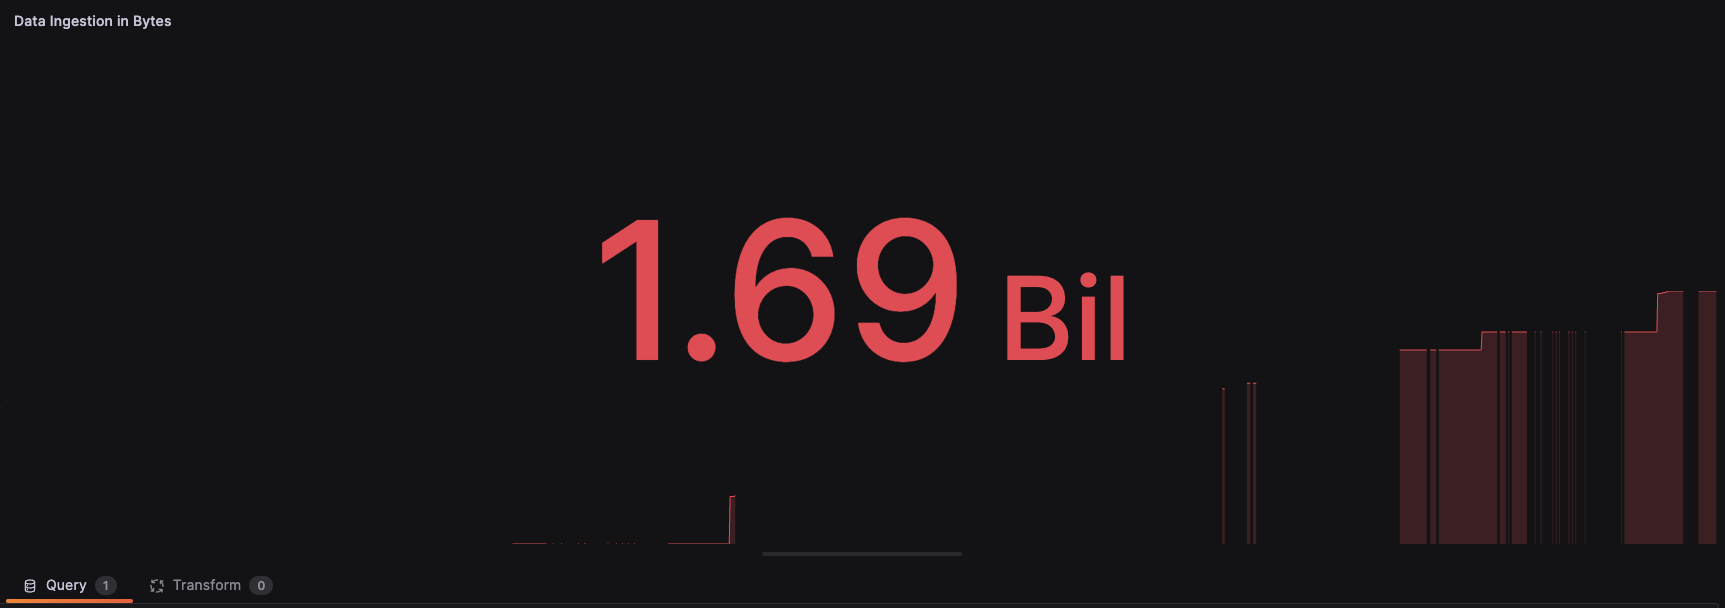 Data Ingestion in Bytes
1.69 Bil
Query 1 Transform 0